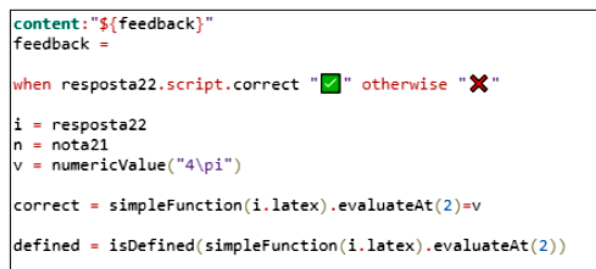 content:"${feedback}"
feedback =
when resposta22.script.correct "✅" otherwise "❌"
i = resposta22
n = nota21
v = numericValue("4\pi")
correct = simpleFunction(i.latex).evaluateAt(2)=v
defined = isDefined(simpleFunction(i.latex).evaluateAt(2))